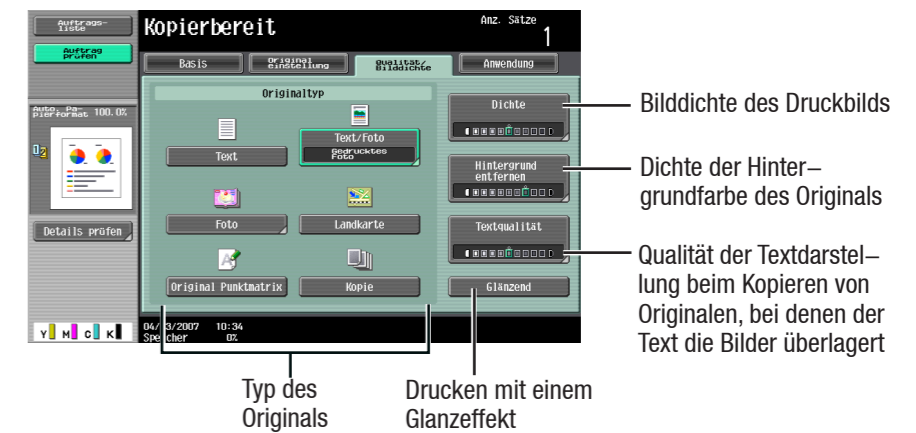 Auftrags-
liste
Auftrag
prüfen
Kopierbereit
Anz. Sätze
1
Basis
Original
einstellung
Qualität/
Bilddichte
Anwendung
Auto. Pa-
pierformat 100.0%
Originaltyp
Text
Text/Foto
Gedrucktes
Foto
Foto
Landkarte
Original Punktmatrix
Kopie
Dichte
Hintergrund
entfernen
Textqualität
Glänzend
Details prüfen
Y M C K
04/ 3/2007 10:34
Speicher 0%
Bilddichte des Druckbilds
Dichte der Hinter–
grundfarbe des Originals
Qualität der Textdarstel–
lung beim Kopieren von
Originalen, bei denen der
Text die Bilder überlagert
Typ des
Originals
Drucken mit einem
Glanzeffekt